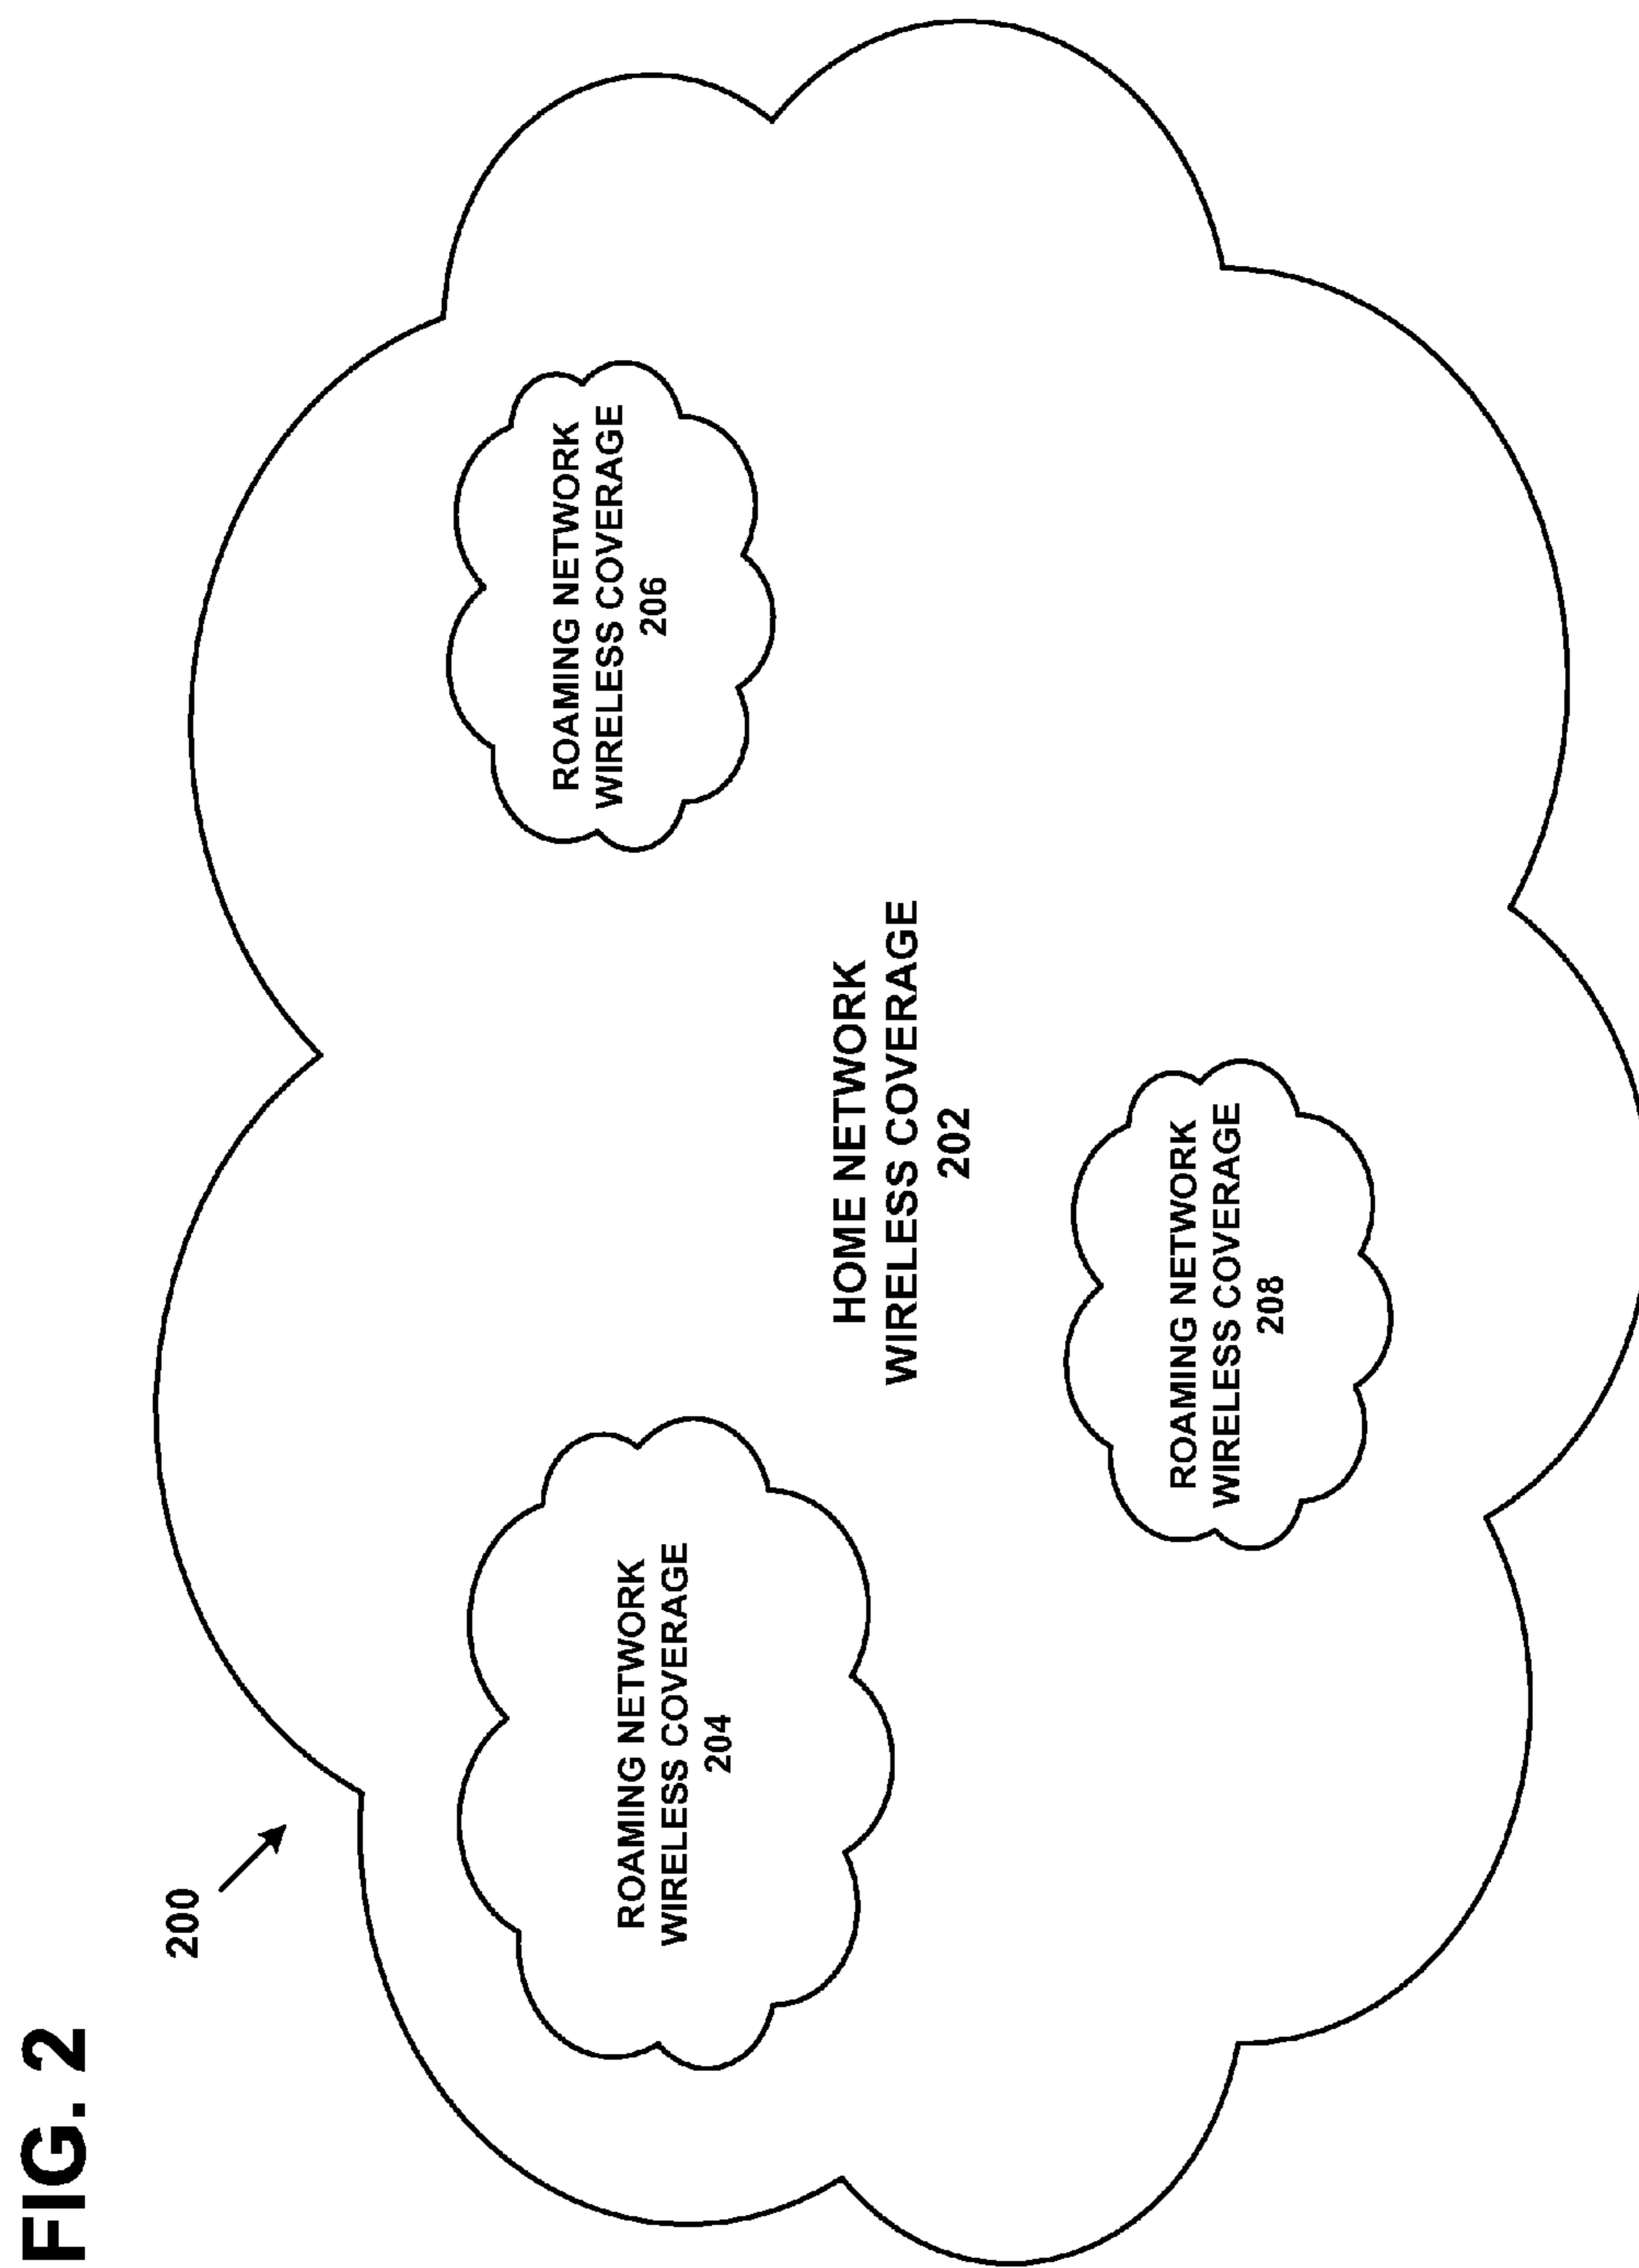 FIG. 2
200
ROAMING NETWORK
WIRELESS COVERAGE
204
ROAMING NETWORK
WIRELESS COVERAGE
206
HOME NETWORK
WIRELESS COVERAGE
202
ROAMING NETWORK
WIRELESS COVERAGE
208